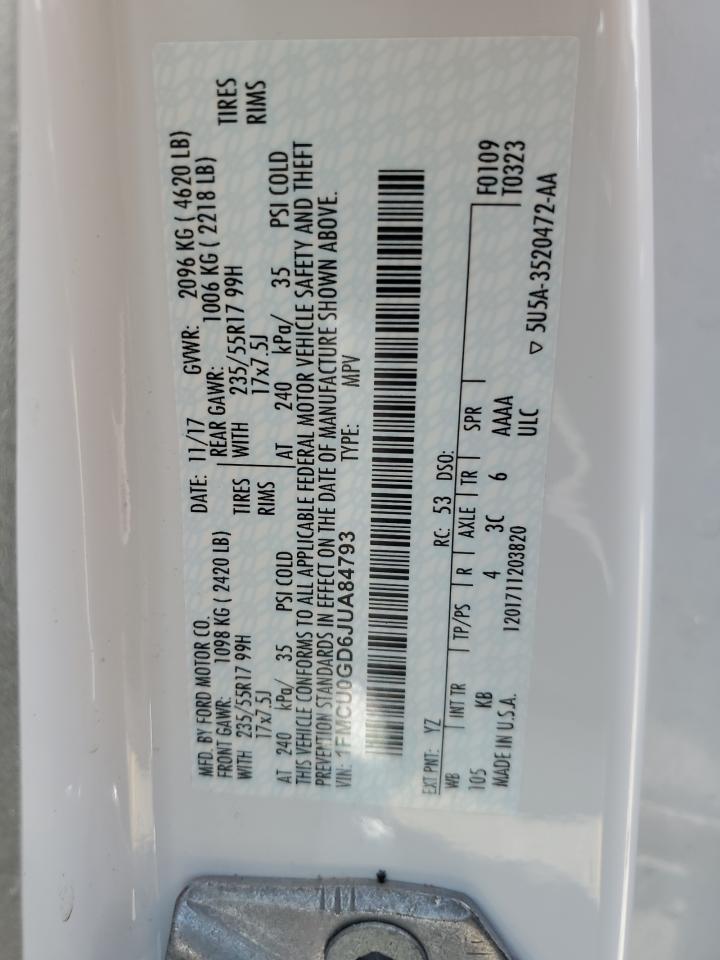 MFD. BY FORD MOTOR CO. DATE: 11/17 GVWR: 2096 KG ( 4620 LB)
FRONT GAWR: 1098 KG ( 2420 LB) REAR GAWR: 1006 KG ( 2218 LB)
WITH 235/55R17 99H TIRES WITH 235/55R17 99H TIRES
17x7.5J RIMS 17x7.5J RIMS
AT 240 kPa/ 35 PSI COLD AT 240 kPa/ 35 PSI COLD
THIS VEHICLE CONFORMS TO ALL APPLICABLE FEDERAL MOTOR VEHICLE SAFETY AND THEFT
PREVENTION STANDARDS IN EFFECT ON THE DATE OF MANUFACTURE SHOWN ABOVE.
VIN: 1FMCU0GD6JUA84793 TYPE: MPV
EXT PNT: YZ RC: 53 DSO:
WB INT TR TP/PS R AXLE TR SPR F0109
105 KB 4 3C 6 AAAA T0323
MADE IN U.S.A. 1201711203820 ULC
▽ 5U5A-3520472-AA